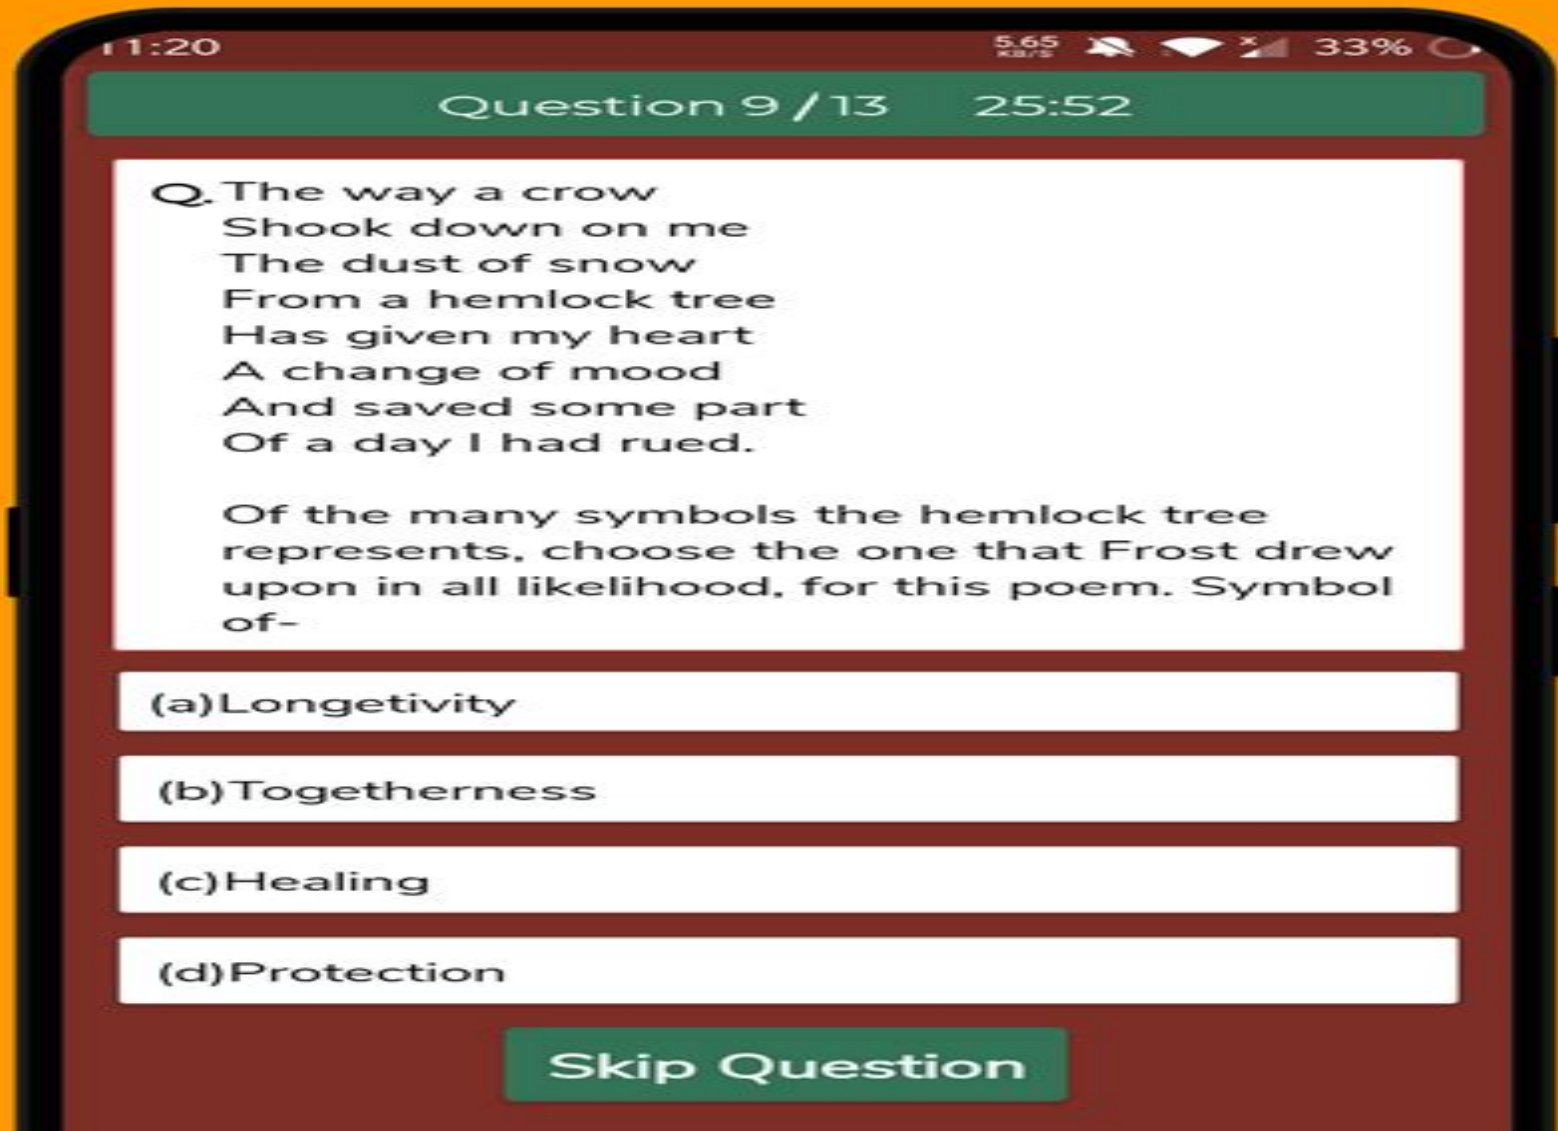 11:20 5.65 KB/S x 33%
Question 9/13 25:52
Q. The way a crow
Shook down on me
The dust of snow
From a hemlock tree
Has given my heart
A change of mood
And saved some part
Of a day I had rued.
Of the many symbols the hemlock tree
represents, choose the one that Frost drew
upon in all likelihood, for this poem. Symbol
of-
(a)Longetivity
(b)Togetherness
(c)Healing
(d)Protection
Skip Question